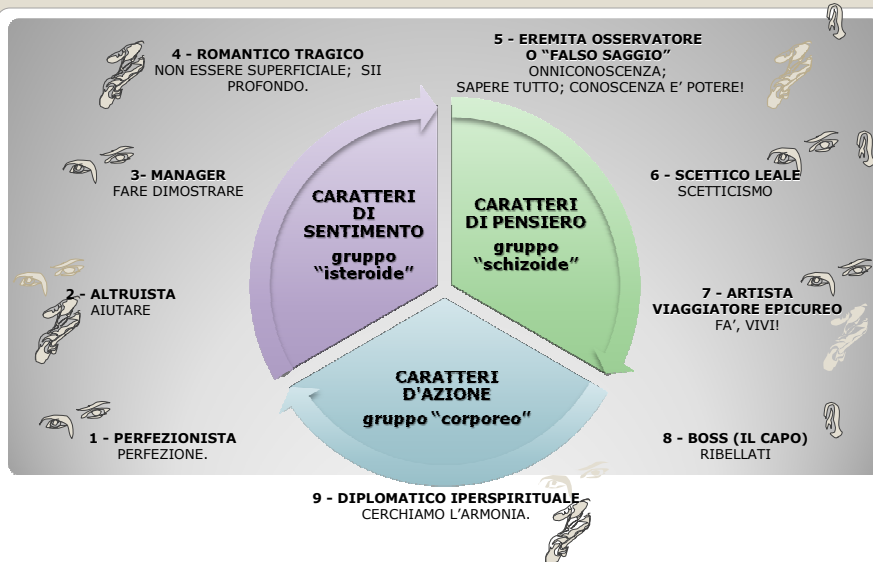 4 - ROMANTICO TRAGICO
NON ESSERE SUPERFICIALE;  SII
PROFONDO.
5 - EREMITA OSSERVATORE
O “FALSO SAGGIO”
ONNICONOSCENZA;
SAPERE TUTTO; CONOSCENZA E’ POTERE!
3- MANAGER
FARE DIMOSTRARE
6 - SCETTICO LEALE
SCETTICISMO
CARATTERI
DI
SENTIMENTO
gruppo
“isteroide”
CARATTERI
DI PENSIERO
gruppo
“schizoide”
2 - ALTRUISTA
AIUTARE
7 - ARTISTA
VIAGGIATORE EPICUREO
FA’, VIVI!
CARATTERI
D'AZIONE
gruppo “corporeo”
1 - PERFEZIONISTA
PERFEZIONE.
8 - BOSS (IL CAPO)
RIBELLATI
9 - DIPLOMATICO IPERSPIRITUALE
CERCHIAMO L’ARMONIA.